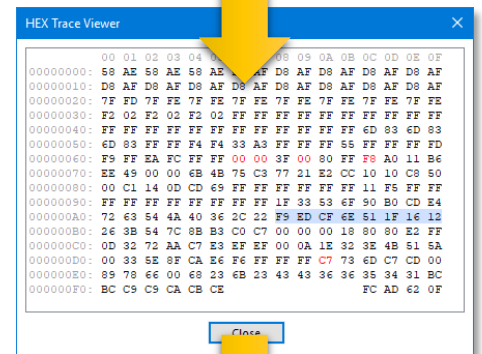 HEX Trace Viewer
00 01 02 03 04 08 09 0A 0B 0C 0D 0E 0F
00000000: 58 AE 58 AE 58 AF D8 AF D8 AF D8 AF D8 AF
00000010: D8 AF D8 AF D8 AF D8 AF D8 AF D8 AF D8 AF D8 AF
00000020: 7F FD 7F FE 7F FE 7F FE 7F FE 7F FE 7F FE 7F FE
00000030: F2 02 F2 02 F2 02 FF FF FF FF FF FF FF FF FF FF
00000040: FF FF FF FF FF FF FF FF FF FF FF FF 6D 83 6D 83
00000050: 6D 83 FF FF F4 F4 33 A3 FF FF FF 55 FF FF FF FD
00000060: F9 FF EA FC FF FF 00 00 3F 00 80 FF F8 A0 11 B6
00000070: EE 49 00 00 6B 4B 75 C3 77 21 E2 CC 10 10 C8 50
00000080: 00 C1 14 0D CD 69 FF FF FF FF FF FF 11 F5 FF FF
00000090: FF FF FF FF FF FF FF FF 1F 33 53 6F 90 B0 CD E4
000000A0: 72 63 54 4A 40 36 2C 22 F9 ED CF 6E 51 1F 16 12
000000B0: 26 3B 54 7C 8B B3 C0 C7 00 00 00 18 80 80 E2 FF
000000C0: 0D 32 72 AA C7 E3 EF EF 00 0A 1E 32 3E 4B 51 5A
000000D0: 00 33 5E 8F CA E6 F6 FF FF FF C7 73 6D C7 CD 00
000000E0: 89 78 66 00 68 23 6B 23 43 43 36 36 35 34 31 BC
000000F0: BC C9 C9 CA CB CE FC AD 62 0F
Close